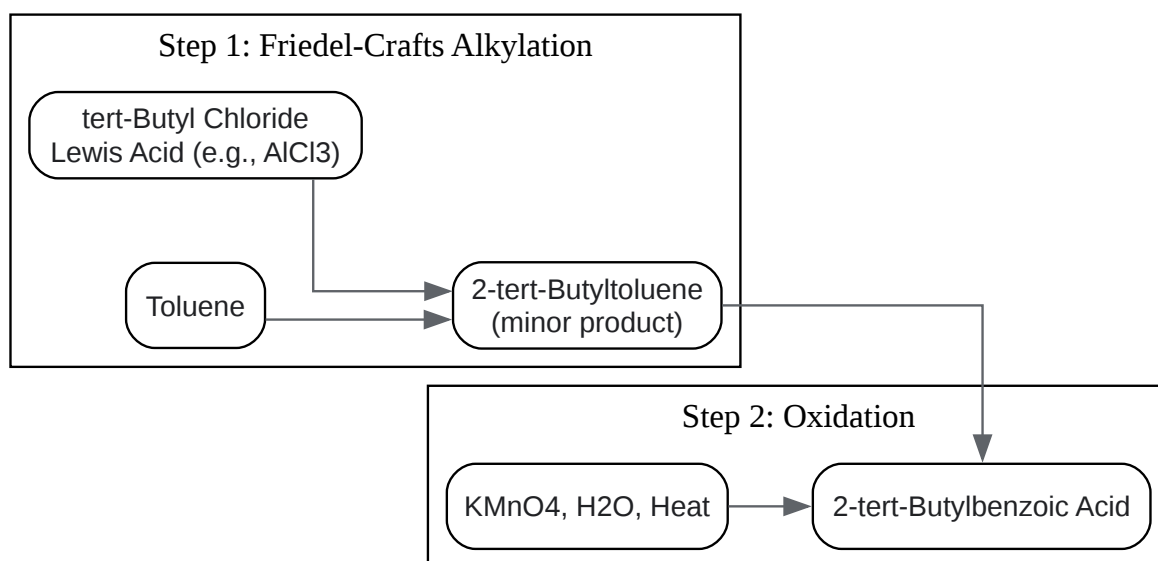 Step 1: Friedel-Crafts Alkylation
tert-Butyl Chloride
Lewis Acid (e.g., AlCl3)
Toluene
2-tert-Butyltoluene
(minor product)
Step 2: Oxidation
KMnO4, H2O, Heat
2-tert-Butylbenzoic Acid